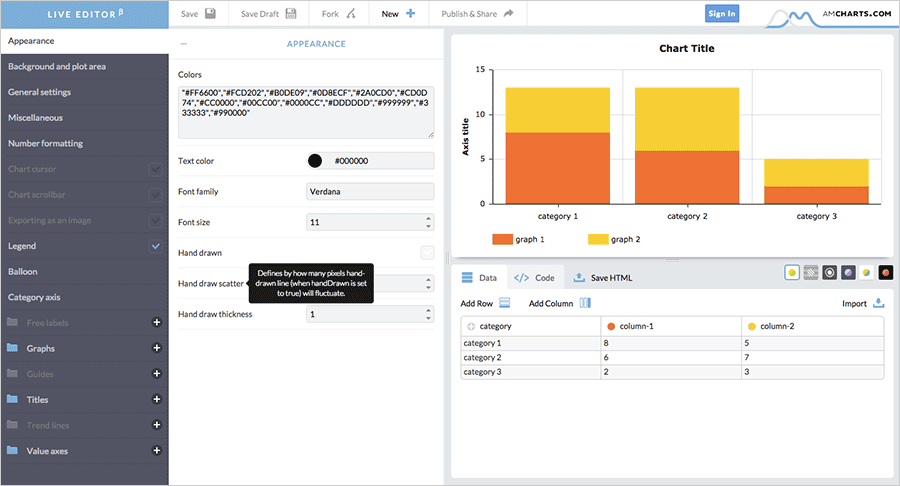 LIVE EDITOR β
Save
Save Draft
Fork
New
Publish & Share
Sign In
AMCHARTS.COM
Appearance
Background and plot area
General settings
Miscellaneous
Number formatting
Chart cursor
Chart scrollbar
Exporting as an image
Legend
Balloon
Category axis
Free labels
Graphs
Guides
Titles
Trend lines
Value axes
APPEARANCE
Colors
"#FF6600","#FCD202","#B0DE09","#0D8ECF","#2A0CD0","#CD0D
74","#CC0000","#00CC00","#0000CC","#DDDDDD","#999999","#3
33333","#990000"
Text color
#000000
Font family
Verdana
Font size
11
Hand drawn
Hand draw scatter
Defines by how many pixels hand-
drawn line (when handDrawn is set
to true) will fluctuate.
Hand draw thickness
1
Chart Title
Axis title
15
10
5
0
category 1
category 2
category 3
graph 1
graph 2
Data
Code
Save HTML
Add Row
Add Column
Import
category
column-1
column-2
category 1 8 5
category 2 6 7
category 3 2 3